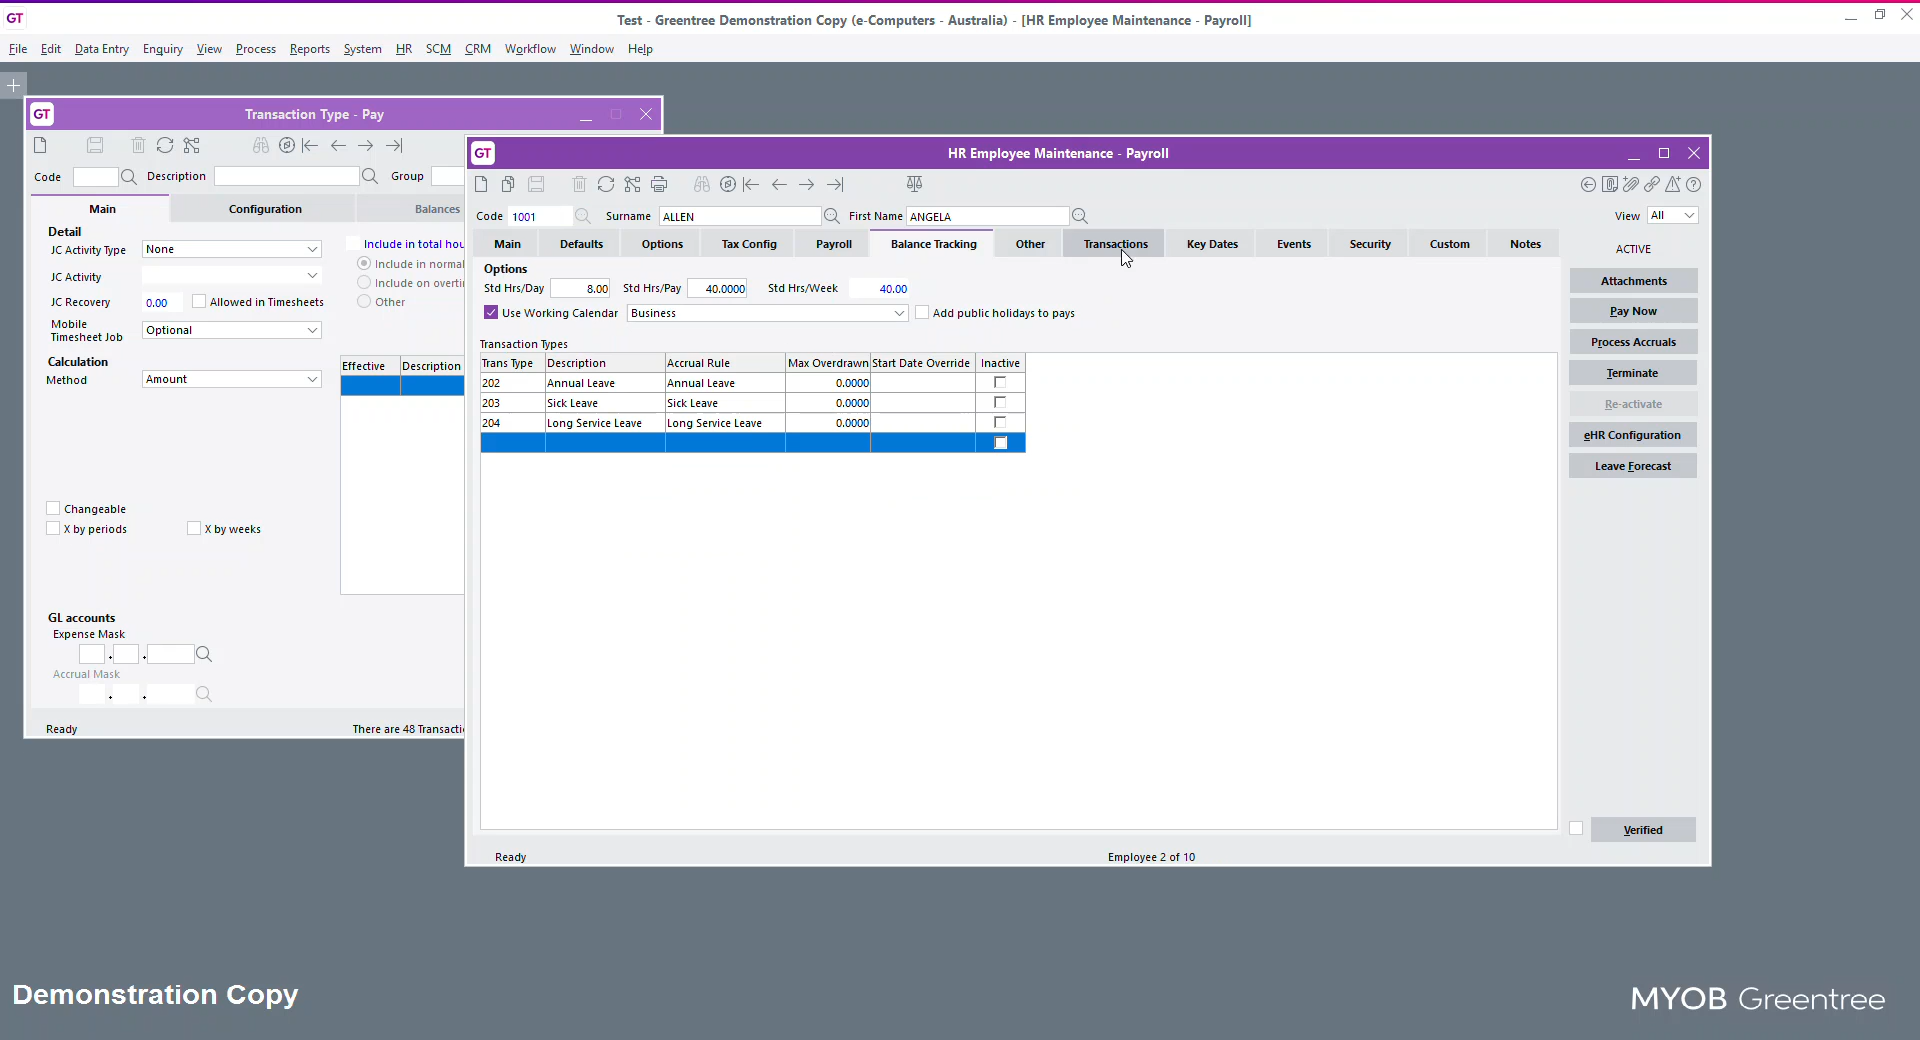 GT
Test - Greentree Demonstration Copy (e-Computers - Australia) - [HR Employee Maintenance - Payroll]
File Edit Data Entry Enquiry View Process Reports System HR SCM CRM Workflow Window Help
GT Transaction Type - Pay
Code Description Group
Main Configuration Balances
Detail
JC Activity Type None
Include in total hou
JC Activity
Include in normal
Include on overti
JC Recovery 0.00 Allowed in Timesheets
Other
Mobile
Timesheet Job Optional
Calculation
Method Amount
Effective Description
Changeable
X by periods X by weeks
GL accounts
Expense Mask
. .
Accrual Mask
. .
Ready There are 48 Transacti
GT HR Employee Maintenance - Payroll
Code 1001 Surname ALLEN First Name ANGELA View All
Main Defaults Options Tax Config Payroll Balance Tracking Other Transactions Key Dates Events Security Custom Notes
ACTIVE
Options
Std Hrs/Day 8.00 Std Hrs/Pay 40.0000 Std Hrs/Week 40.00
Use Working Calendar Business Add public holidays to pays
Transaction Types
Trans Type Description Accrual Rule Max Overdrawn Start Date Override Inactive
202 Annual Leave Annual Leave 0.0000
203 Sick Leave Sick Leave 0.0000
204 Long Service Leave Long Service Leave 0.0000
Attachments
Pay Now
Process Accruals
Terminate
Re-activate
eHR Configuration
Leave Forecast
Verified
Ready Employee 2 of 10
Demonstration Copy
MYOB Greentree